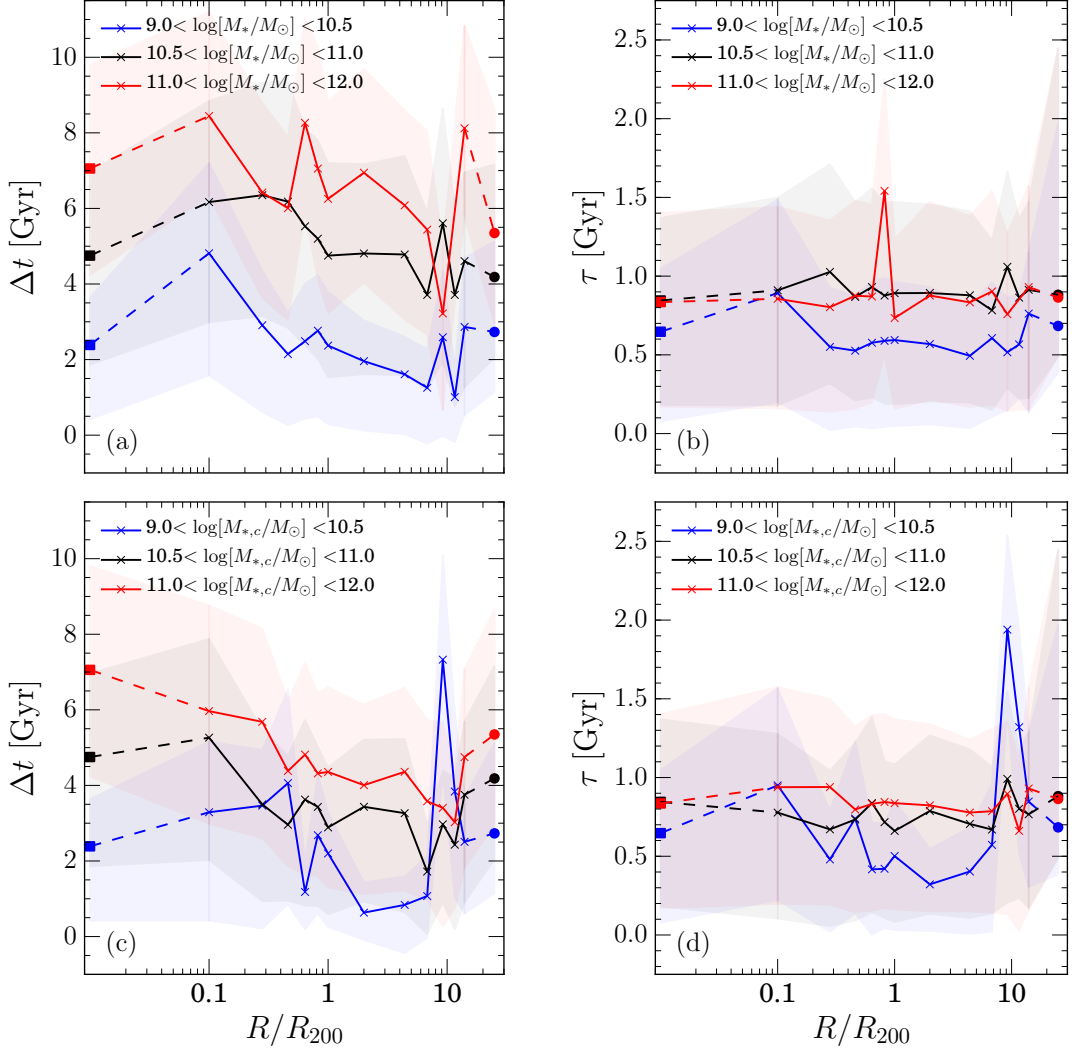 10
8
6
4
2
0
Δt [Gyr]
9.0< log[M*/M⊙] <10.5
10.5< log[M*/M⊙] <11.0
11.0< log[M*/M⊙] <12.0
(a)
2.5
2.0
1.5
1.0
0.5
0.0
τ [Gyr]
9.0< log[M*/M⊙] <10.5
10.5< log[M*/M⊙] <11.0
11.0< log[M*/M⊙] <12.0
(b)
10
8
6
4
2
0
Δt [Gyr]
9.0< log[M*,c/M⊙] <10.5
10.5< log[M*,c/M⊙] <11.0
11.0< log[M*,c/M⊙] <12.0
(c)
0.1 1 10
R/R200
2.5
2.0
1.5
1.0
0.5
0.0
τ [Gyr]
9.0< log[M*,c/M⊙] <10.5
10.5< log[M*,c/M⊙] <11.0
11.0< log[M*,c/M⊙] <12.0
(d)
0.1 1 10
R/R200